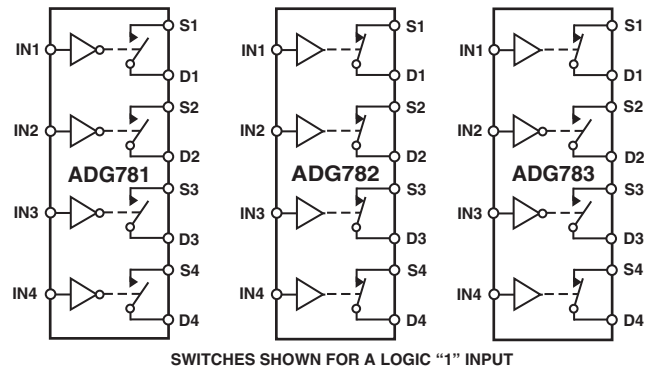 S1
IN1
D1
S2
IN2
D2
ADG781
S3
IN3
D3
S4
IN4
D4
S1
IN1
D1
S2
IN2
D2
ADG782
S3
IN3
D3
S4
IN4
D4
S1
IN1
D1
S2
IN2
D2
ADG783
S3
IN3
D3
S4
IN4
D4
SWITCHES SHOWN FOR A LOGIC “1” INPUT